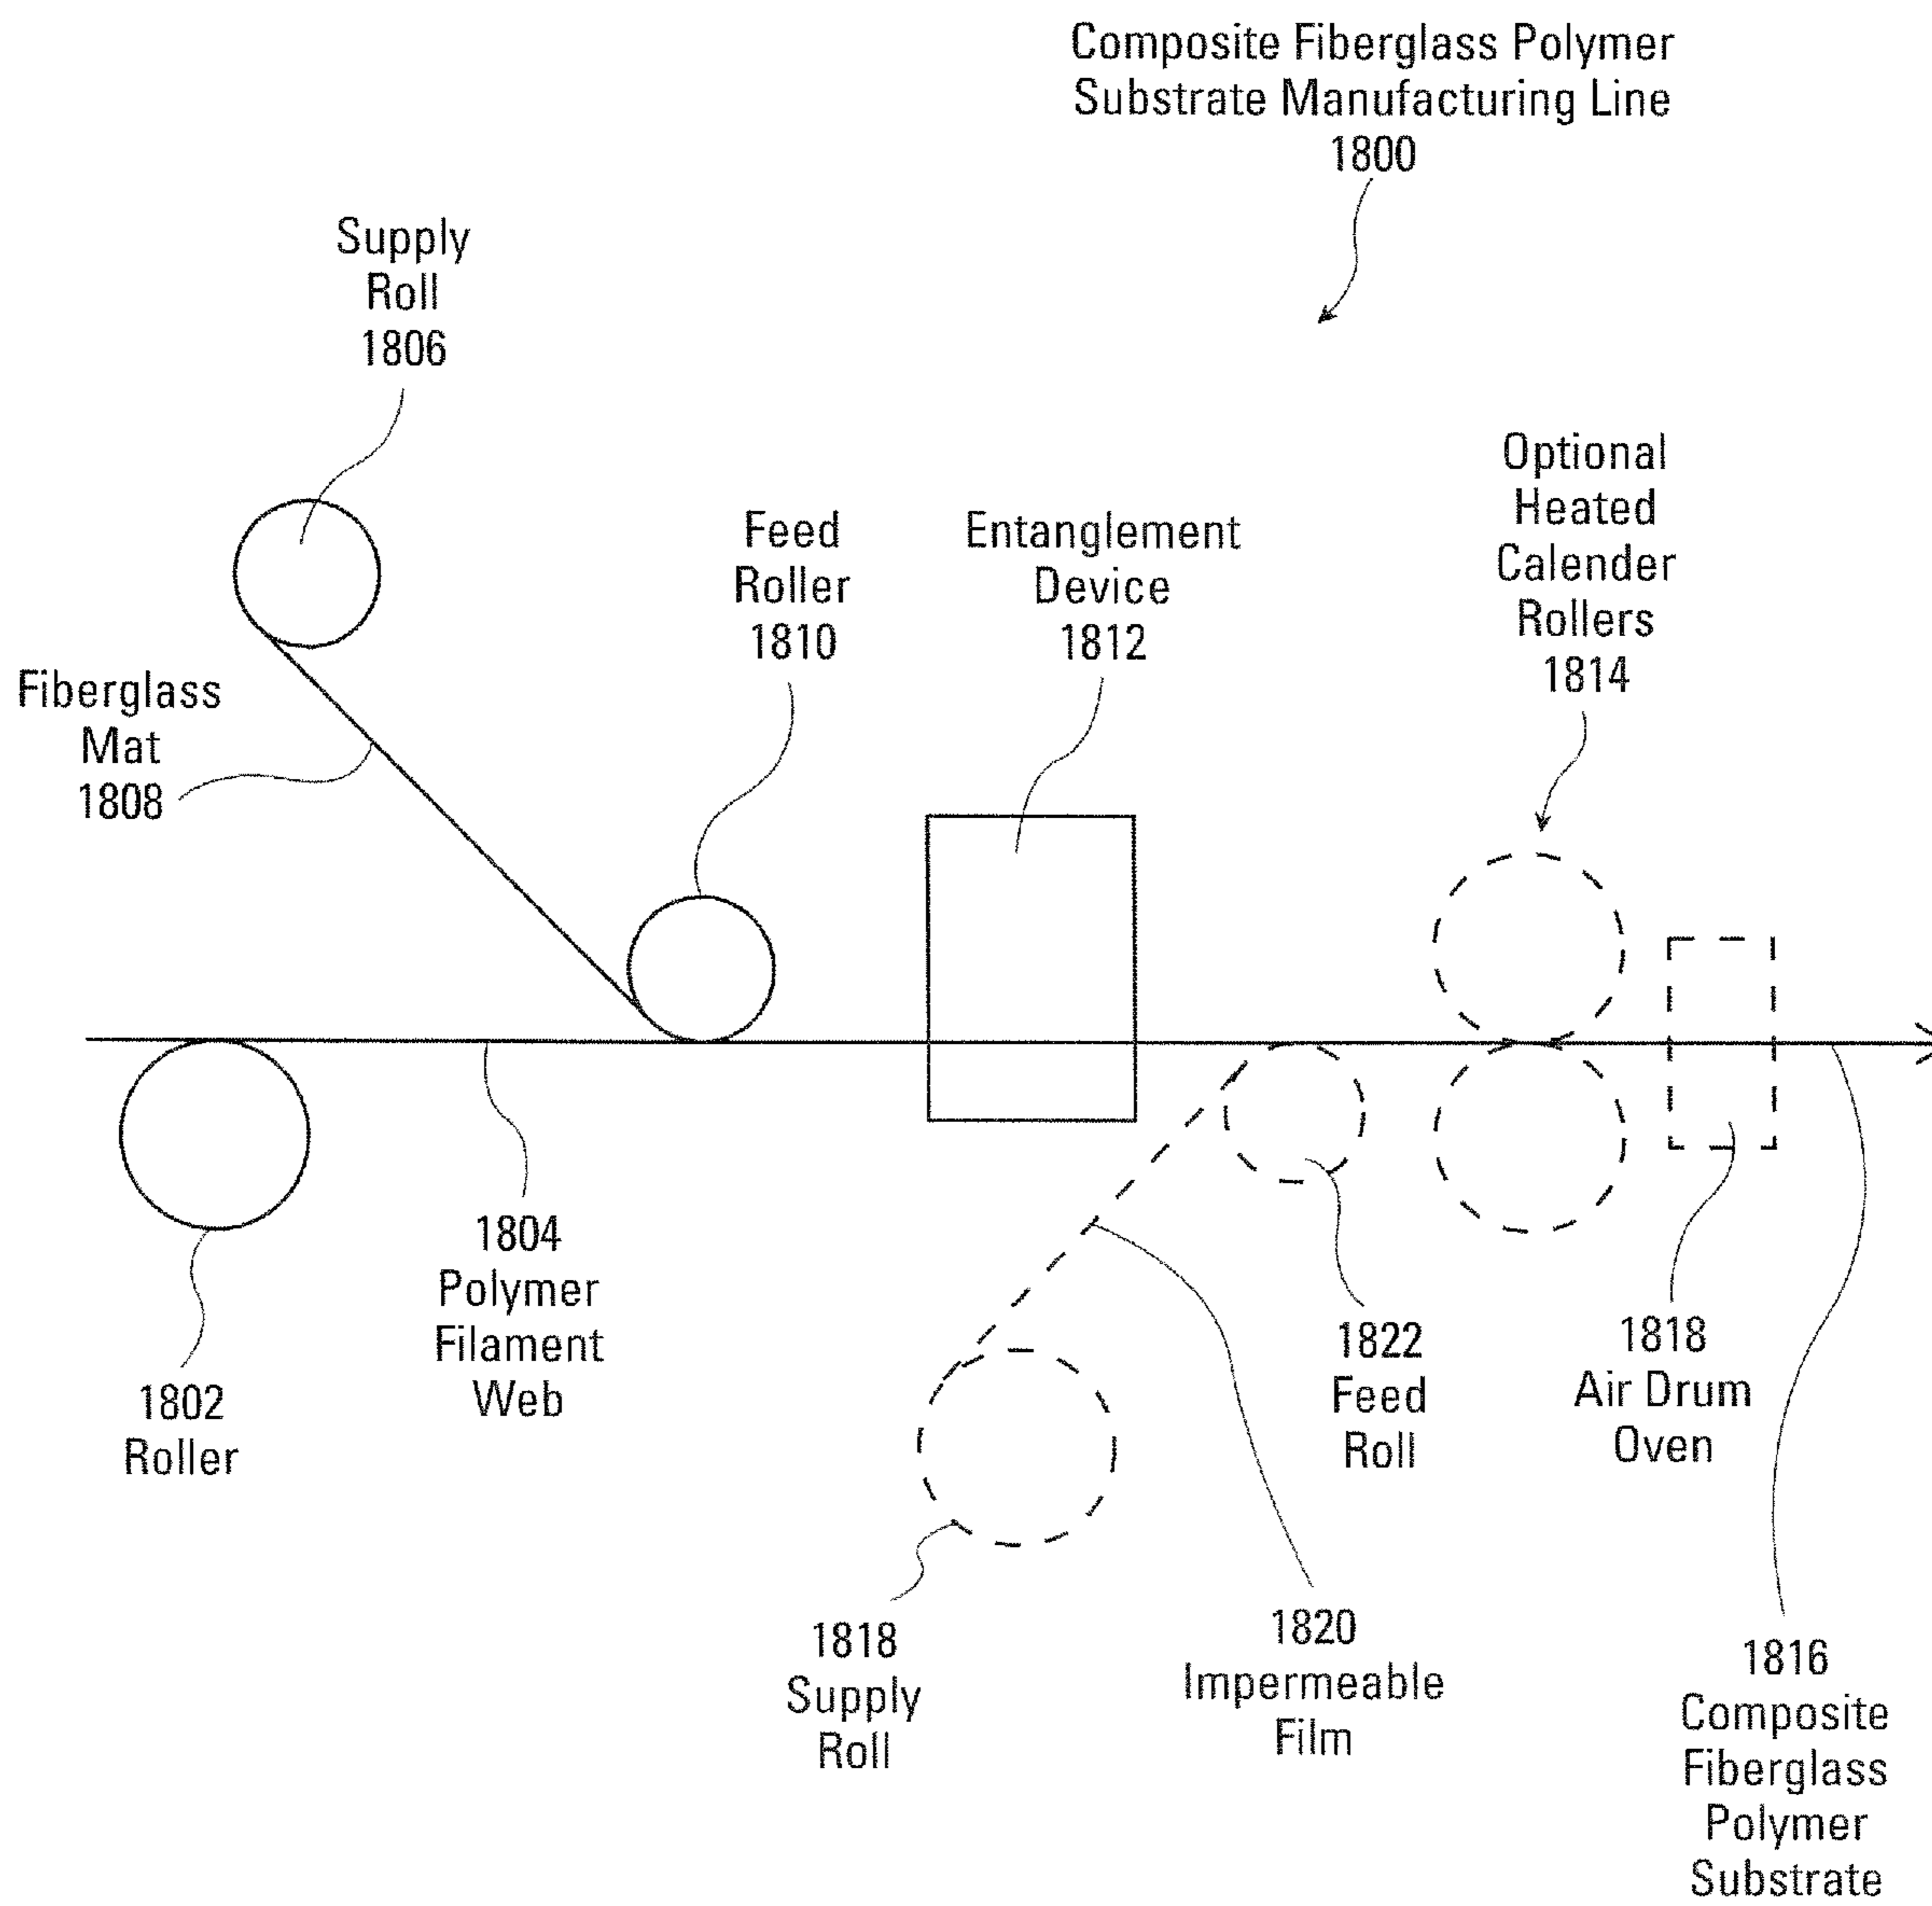 Composite Fiberglass Polymer
Substrate Manufacturing Line
1800
Supply
Roll
1806
Fiberglass
Mat
1808
Feed
Roller
1810
Entanglement
Device
1812
Optional
Heated
Calender
Rollers
1814
1802
Roller
1804
Polymer
Filament
Web
1818
Supply
Roll
1820
Impermeable
Film
1822
Feed
Roll
1818
Air Drum
Oven
1816
Composite
Fiberglass
Polymer
Substrate